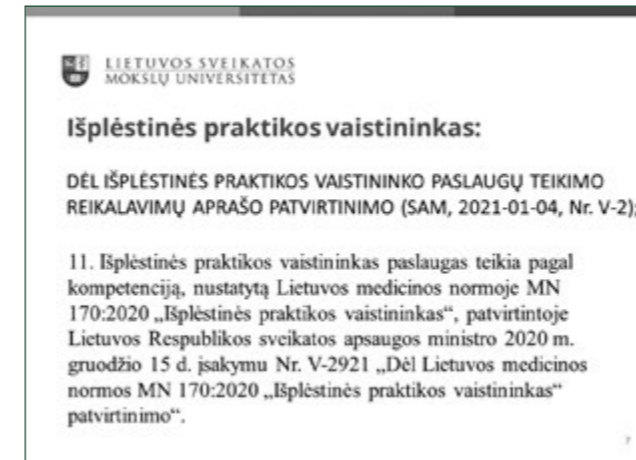 LIETUVOS SVEIKATOS
MOKSLŲ UNIVERSITETAS
Išplėstinės praktikos vaistininkas:
DĖL IŠPLĖSTINĖS PRAKTIKOS VAISTININKO PASLAUGŲ TEIKIMO
REIKALAVIMŲ APRAŠO PATVIRTINIMO (SAM, 2021-01-04, Nr. V-2);
11. Išplėstinės praktikos vaistininkas paslaugas teikia pagal
kompetenciją, nustatytą Lietuvos medicinos normoje MN
170:2020 „Išplėstinės praktikos vaistininkas“, patvirtintoje
Lietuvos Respublikos sveikatos apsaugos ministro 2020 m.
gruodžio 15 d. įsakymu Nr. V-2921 „Dėl Lietuvos medicinos
normos MN 170:2020 „Išplėstinės praktikos vaistininkas“
patvirtinimo“.
7